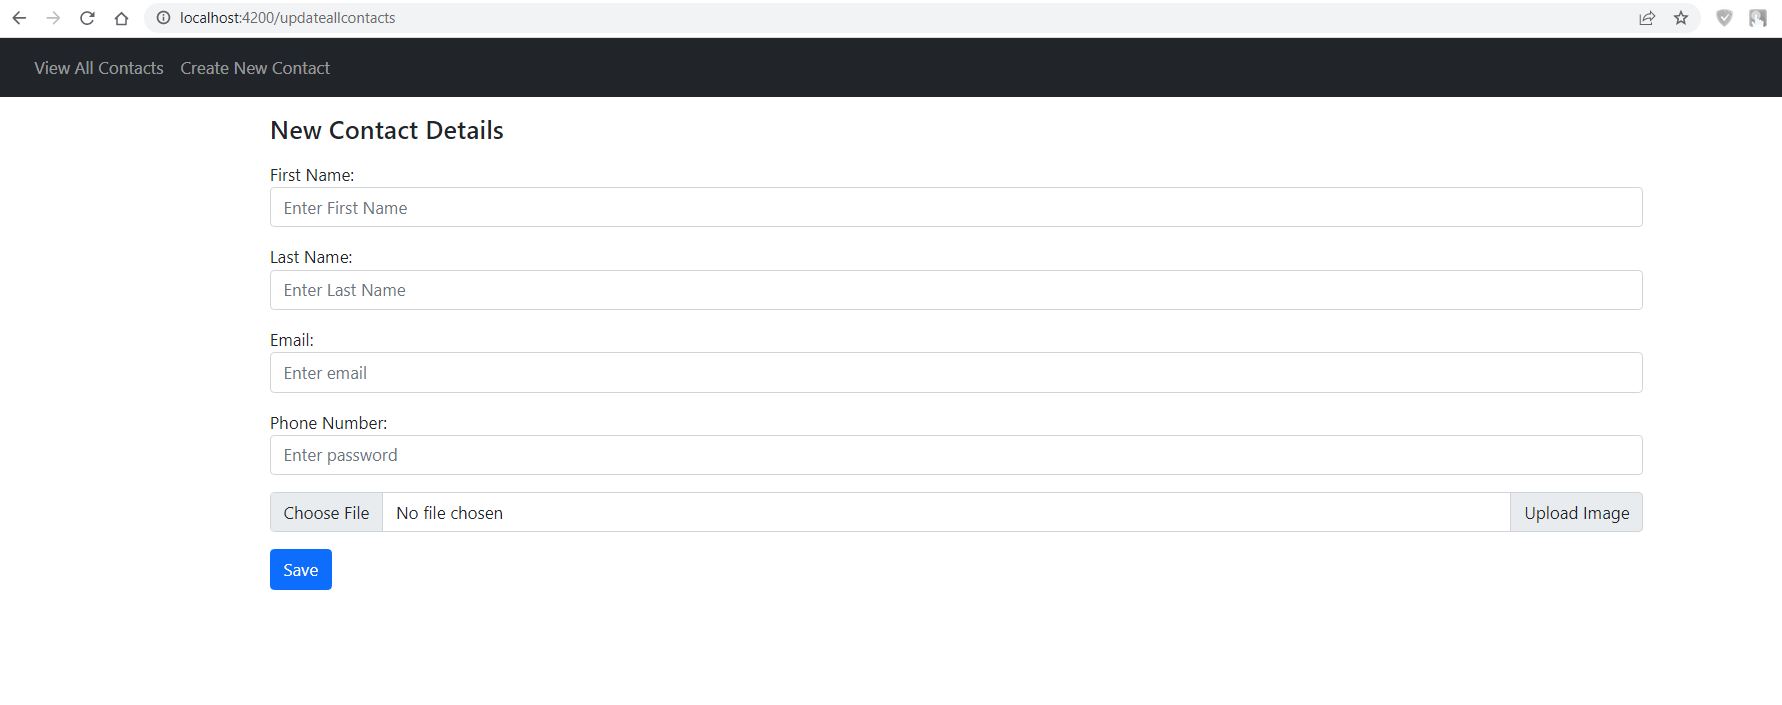 localhost:4200/updateallcontacts
View All Contacts Create New Contact
New Contact Details
First Name:
Enter First Name
Last Name:
Enter Last Name
Email:
Enter email
Phone Number:
Enter password
Choose File No file chosen Upload Image
Save